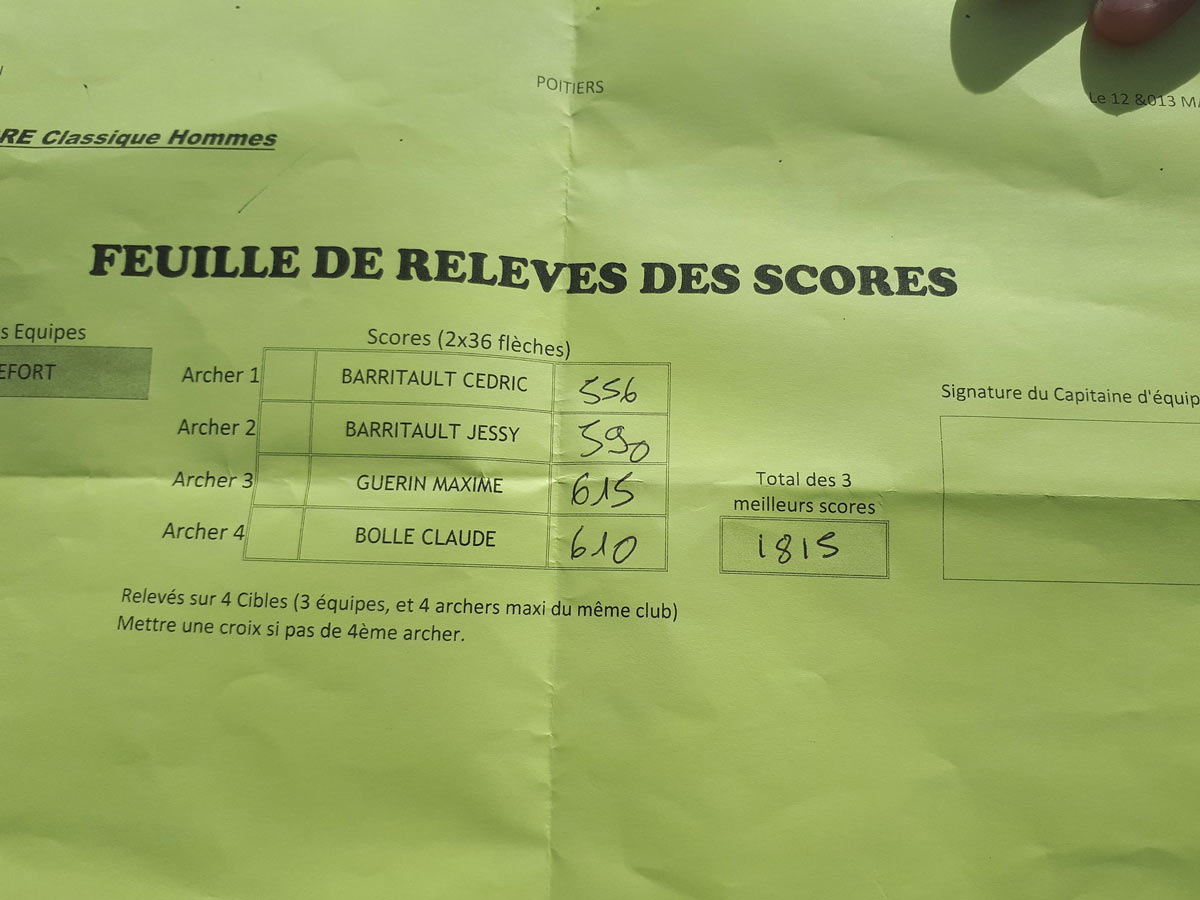 POITIERS
Le 12 &013 MA
RE Classique Hommes
FEUILLE DE RELEVES DES SCORES
s Equipes
EFORT
Scores (2x36 flèches)
Archer 1 BARRITAULT CEDRIC 556
Archer 2 BARRITAULT JESSY 590
Archer 3 GUERIN MAXIME 615
Archer 4 BOLLE CLAUDE 610
Total des 3
meilleurs scores
1815
Signature du Capitaine d'équip
Relevés sur 4 Cibles (3 équipes, et 4 archers maxi du même club)
Mettre une croix si pas de 4ème archer.